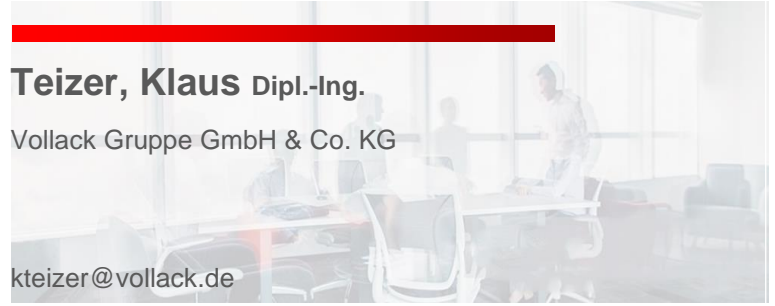 Teizer, Klaus Dipl.-Ing.
Vollack Gruppe GmbH & Co. KG
kteizer@vollack.de